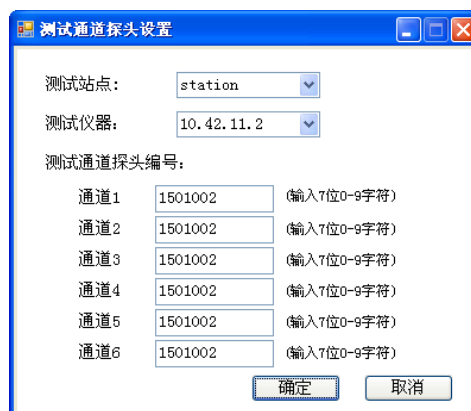 测试通道探头设置
测试站点： station
测试仪器： 10.42.11.2
测试通道探头编号：
通道1 1501002 (输入7位0-9字符)
通道2 1501002 (输入7位0-9字符)
通道3 1501002 (输入7位0-9字符)
通道4 1501002 (输入7位0-9字符)
通道5 1501002 (输入7位0-9字符)
通道6 1501002 (输入7位0-9字符)
确定 取消